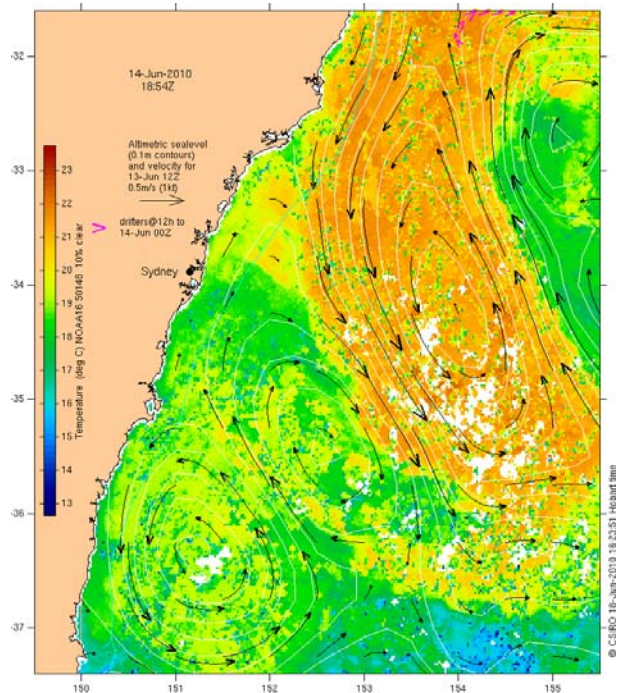 14-Jun-2010
18:54Z
Altimetric sealevel
(0.1m contours)
and velocity for
13-Jun 12Z
0.5m/s (1kt)
drifters@12h to
14-Jun 00Z
Sydney
Temperature (deg C) NOAA16 50148 10% clear
23
22
21
20
19
18
17
16
15
14
13
-32
-33
-34
-35
-36
-37
150
151
152
153
154
155
© CSIRO 18-Jun-2010 16:23:51 Hobart time